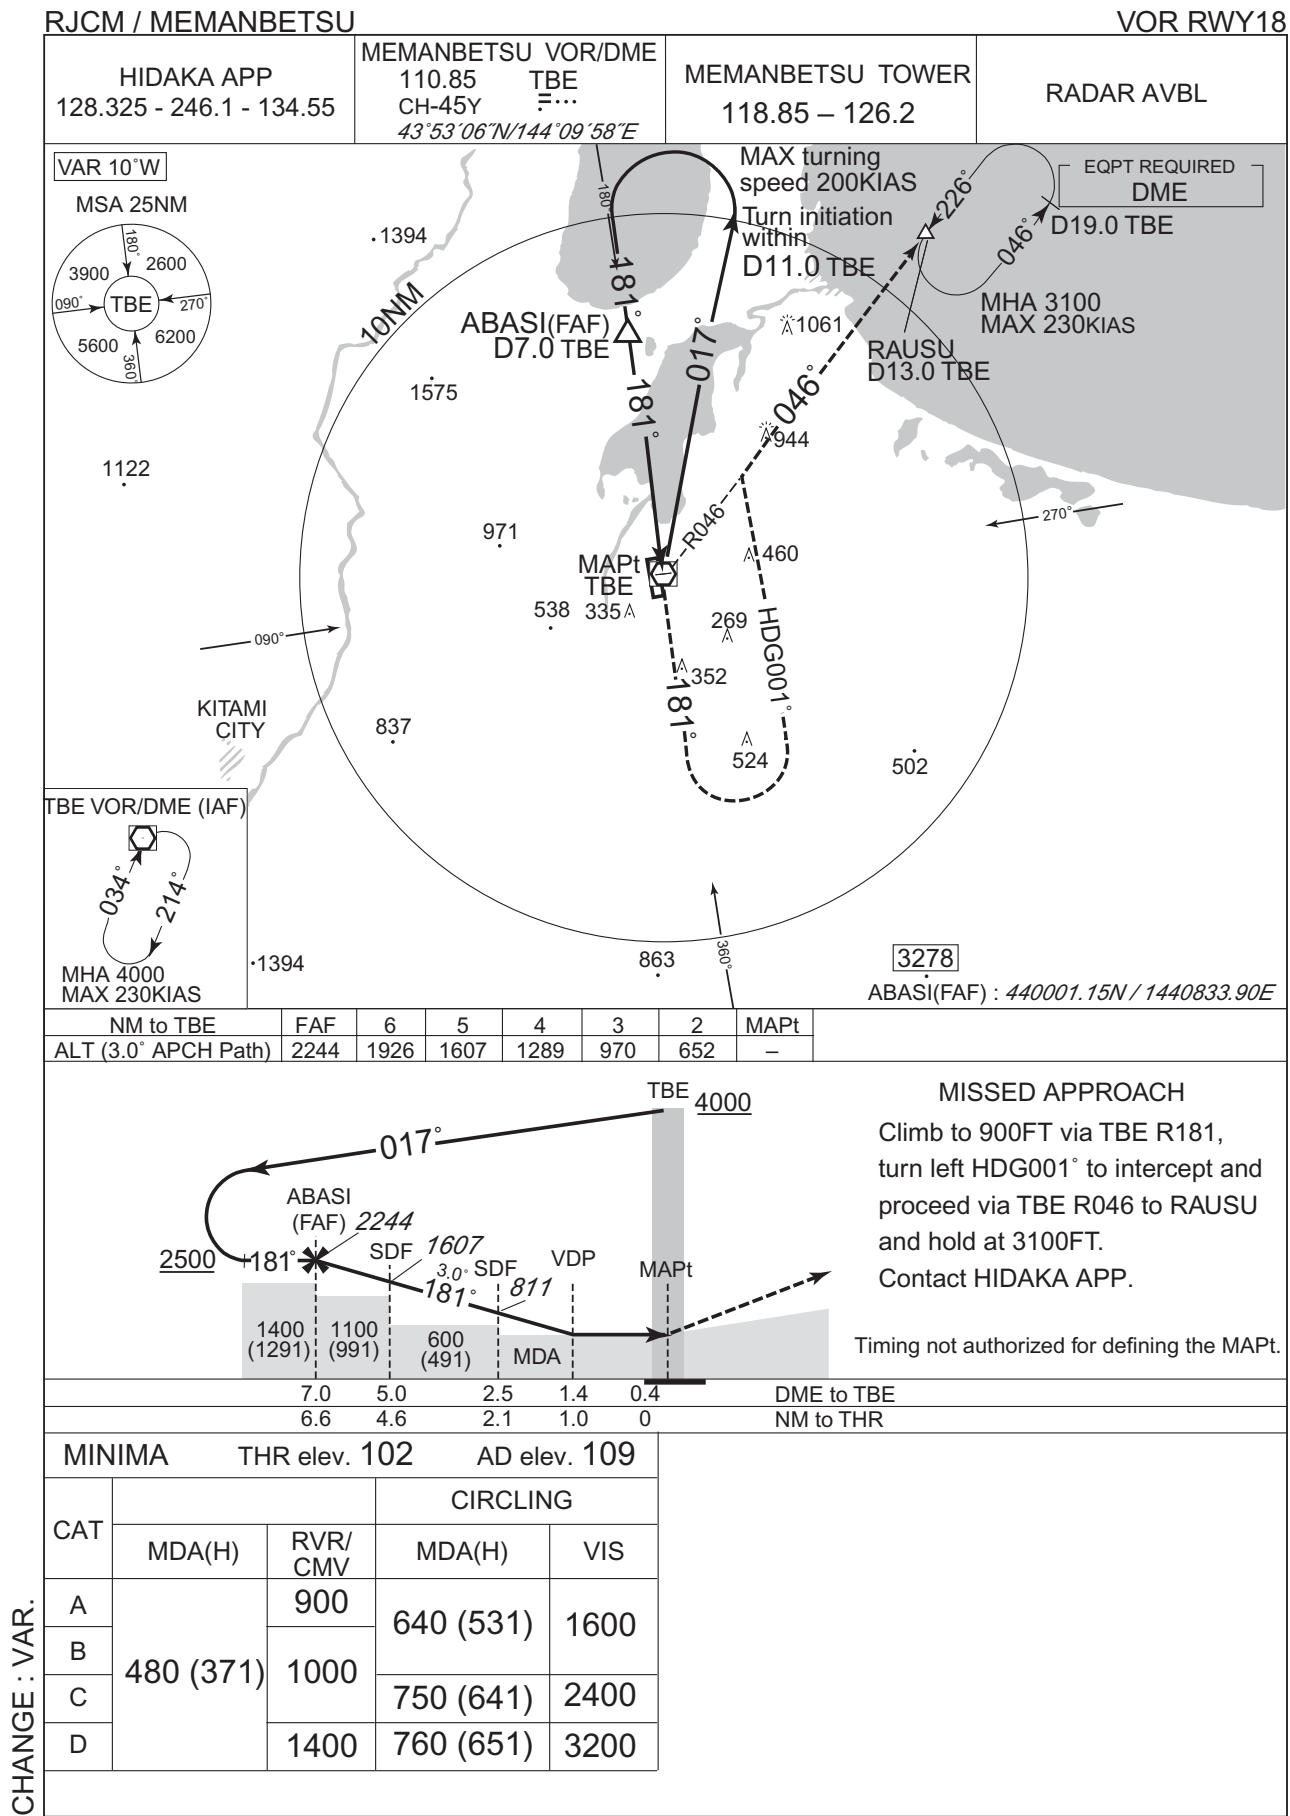 RJCM / MEMANBETSU
VOR RWY18
HIDAKA APP
128.325 - 246.1 - 134.55
MEMANBETSU VOR/DME
110.85 TBE
CH-45Y
43°53′06″N/144°09′58″E
MEMANBETSU TOWER
118.85 – 126.2
RADAR AVBL
VAR 10°W
MSA 25NM
180°
3900 2600
090° TBE 270°
5600 6200
360°
1394
180°
MAX turning
speed 200KIAS
Turn initiation
within
D11.0 TBE
226°
046°
EQPT REQUIRED
DME
D19.0 TBE
MHA 3100
MAX 230KIAS
RAUSU
D13.0 TBE
10NM
181°
ABASI(FAF)
D7.0 TBE
181°
017°
1061
046°
944
1575
1122
971
R046
270°
460
MAPt
TBE
538
335
269
HDG001°
352
181°
090°
KITAMI
CITY
837
524
502
TBE VOR/DME (IAF)
034°
214°
MHA 4000
MAX 230KIAS
1394
863
360°
3278
ABASI(FAF) : 440001.15N / 1440833.90E
NM to TBE FAF 6 5 4 3 2 MAPt
ALT (3.0° APCH Path) 2244 1926 1607 1289 970 652 –
TBE 4000
017°
ABASI
(FAF) 2244
2500 181°
SDF 1607
3.0°
181°
SDF 811
VDP
MAPt
1400
(1291)
1100
(991)
600
(491)
MDA
MISSED APPROACH
Climb to 900FT via TBE R181,
turn left HDG001° to intercept and
proceed via TBE R046 to RAUSU
and hold at 3100FT.
Contact HIDAKA APP.
Timing not authorized for defining the MAPt.
7.0 5.0 2.5 1.4 0.4 DME to TBE
6.6 4.6 2.1 1.0 0 NM to THR
MINIMA THR elev. 102 AD elev. 109
CAT
CIRCLING
MDA(H)
RVR/
CMV
MDA(H)
VIS
A 900
640 (531) 1600
B
480 (371) 1000
C 750 (641) 2400
D 1400 760 (651) 3200
CHANGE : VAR.